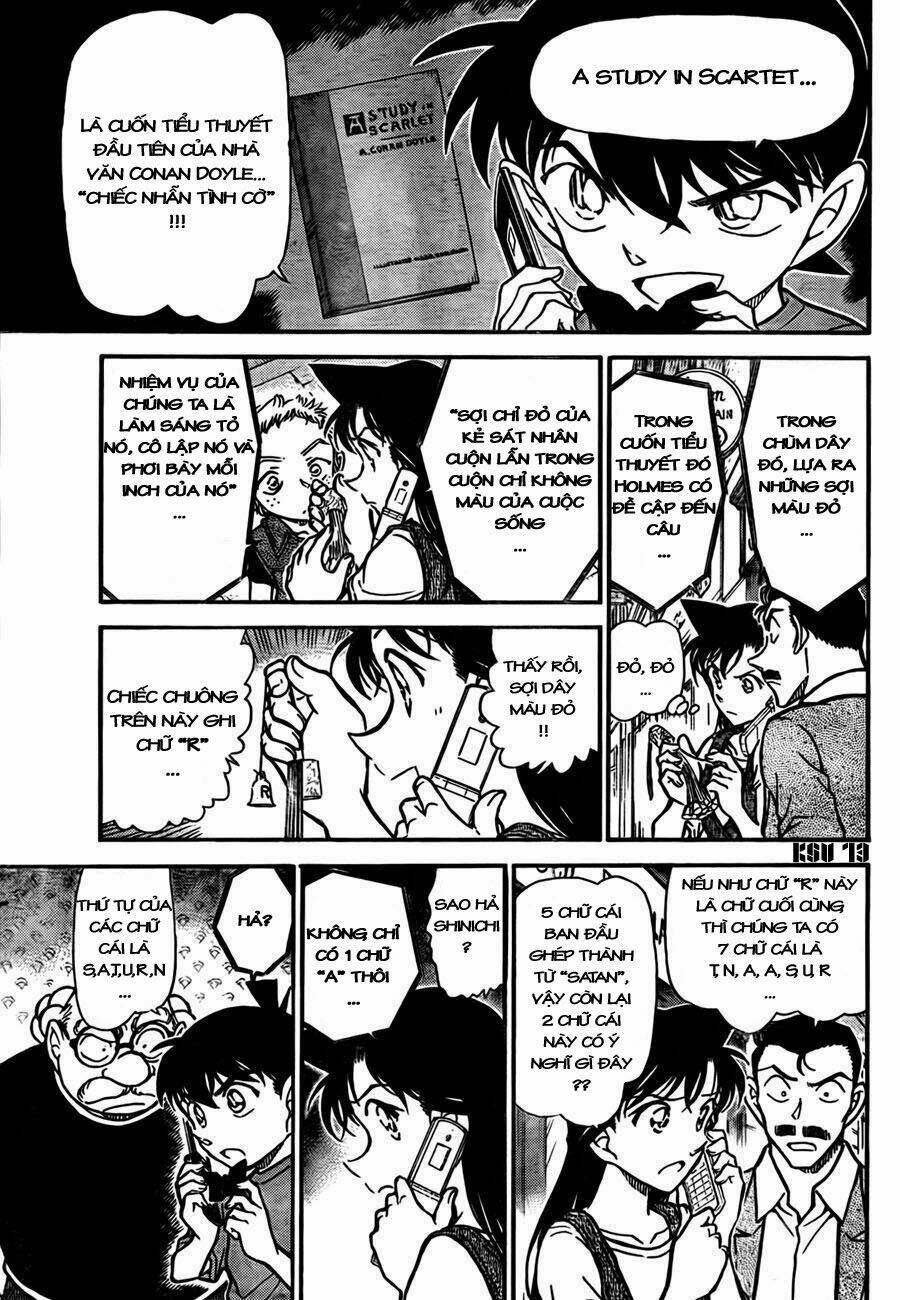 A STUDY IN SCARTET...
LÀ CUỐN TIỂU THUYẾT
ĐẦU TIÊN CỦA NHÀ
VĂN CONAN DOYLE...
“CHIẾC NHẪN TÌNH CỜ”
!!!
A STUDY IN
SCARLET
A. CONAN DOYLE
TRONG
CHÙM DÂY
ĐÓ, LỰA RA
NHỮNG SỢI
MÀU ĐỎ
...
TRONG
CUỐN TIỂU
THUYẾT ĐÓ
HOLMES CÓ
ĐỀ CẬP ĐẾN
CÂU
...
ĐỎ, ĐỎ
...
“SỢI CHỈ ĐỎ CỦA
KẺ SÁT NHÂN
CUỘN LẪN TRONG
CUỘN CHỈ KHÔNG
MÀU CỦA CUỘC
SỐNG
...
NHIỆM VỤ CỦA
CHÚNG TA LÀ
LÀM SÁNG TỎ
NÓ, CÔ LẬP NÓ VÀ
PHƠI BÀY MỖI
INCH CỦA NÓ”
...
THẤY RỒI,
SỢI DÂY
MÀU ĐỎ
!!
CHIẾC CHUÔNG
TRÊN NÀY GHI
CHỮ “R”
...
R
KSU 13
NẾU NHƯ CHỮ “R” NÀY
LÀ CHỮ CUỐI CÙNG
THÌ CHÚNG TA CÓ
7 CHỮ CÁI LÀ
T, N, A, A, S, U, R
...
5 CHỮ CÁI
BAN ĐẦU
GHÉP THÀNH
TỪ “SATAN”,
VẬY CÒN LẠI
2 CHỮ CÁI
NÀY CÓ Ý
NGHĨ GÌ ĐÂY
??
SAO HẢ
SHINICHI
?
KHÔNG CHỈ
CÓ 1 CHỮ
“A” THÔI
...
HẢ?
THỨ TỰ CỦA
CÁC CHỮ
CÁI LÀ
S,A,T,U,R,N
...